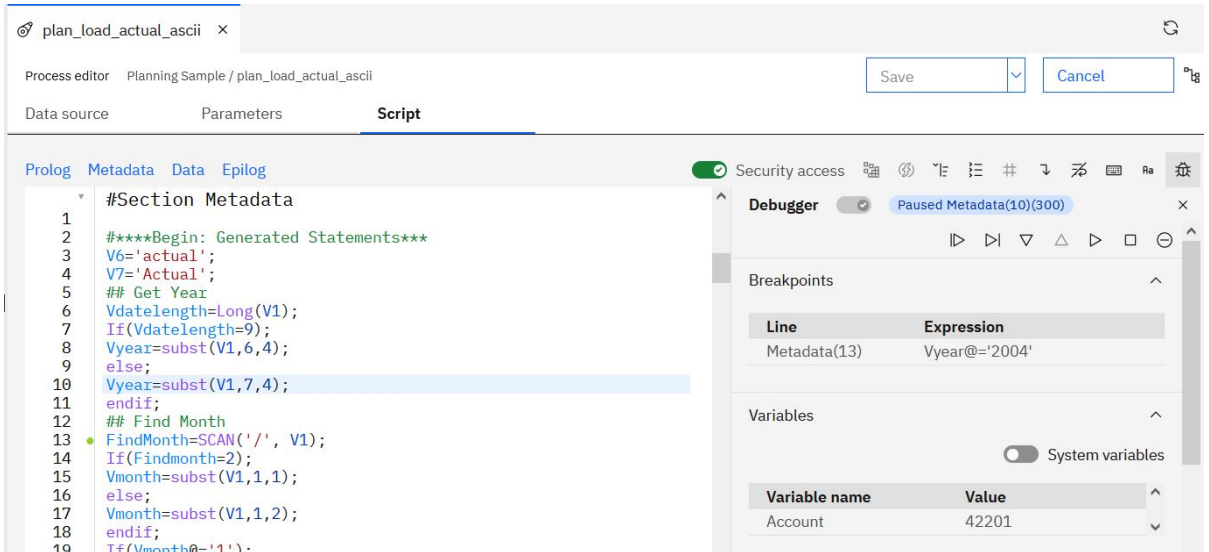 plan_load_actual_ascii ×
Process editor Planning Sample / plan_load_actual_ascii
Save
Cancel
Data source Parameters Script
Prolog Metadata Data Epilog
Security access
Aa
#Section Metadata
1
2 #****Begin: Generated Statements***
3 V6='actual';
4 V7='Actual';
5 ## Get Year
6 Vdatelength=Long(V1);
7 If(Vdatelength=9);
8 Vyear=subst(V1,6,4);
9 else;
10 Vyear=subst(V1,7,4);
11 endif;
12 ## Find Month
13 FindMonth=SCAN('/', V1);
14 If(Findmonth=2);
15 Vmonth=subst(V1,1,1);
16 else;
17 Vmonth=subst(V1,1,2);
18 endif;
19 If(Vmonth@='1');
Debugger Paused Metadata(10)(300)
Breakpoints
Line Expression
Metadata(13) Vyear@='2004'
Variables
System variables
Variable name Value
Account 42201